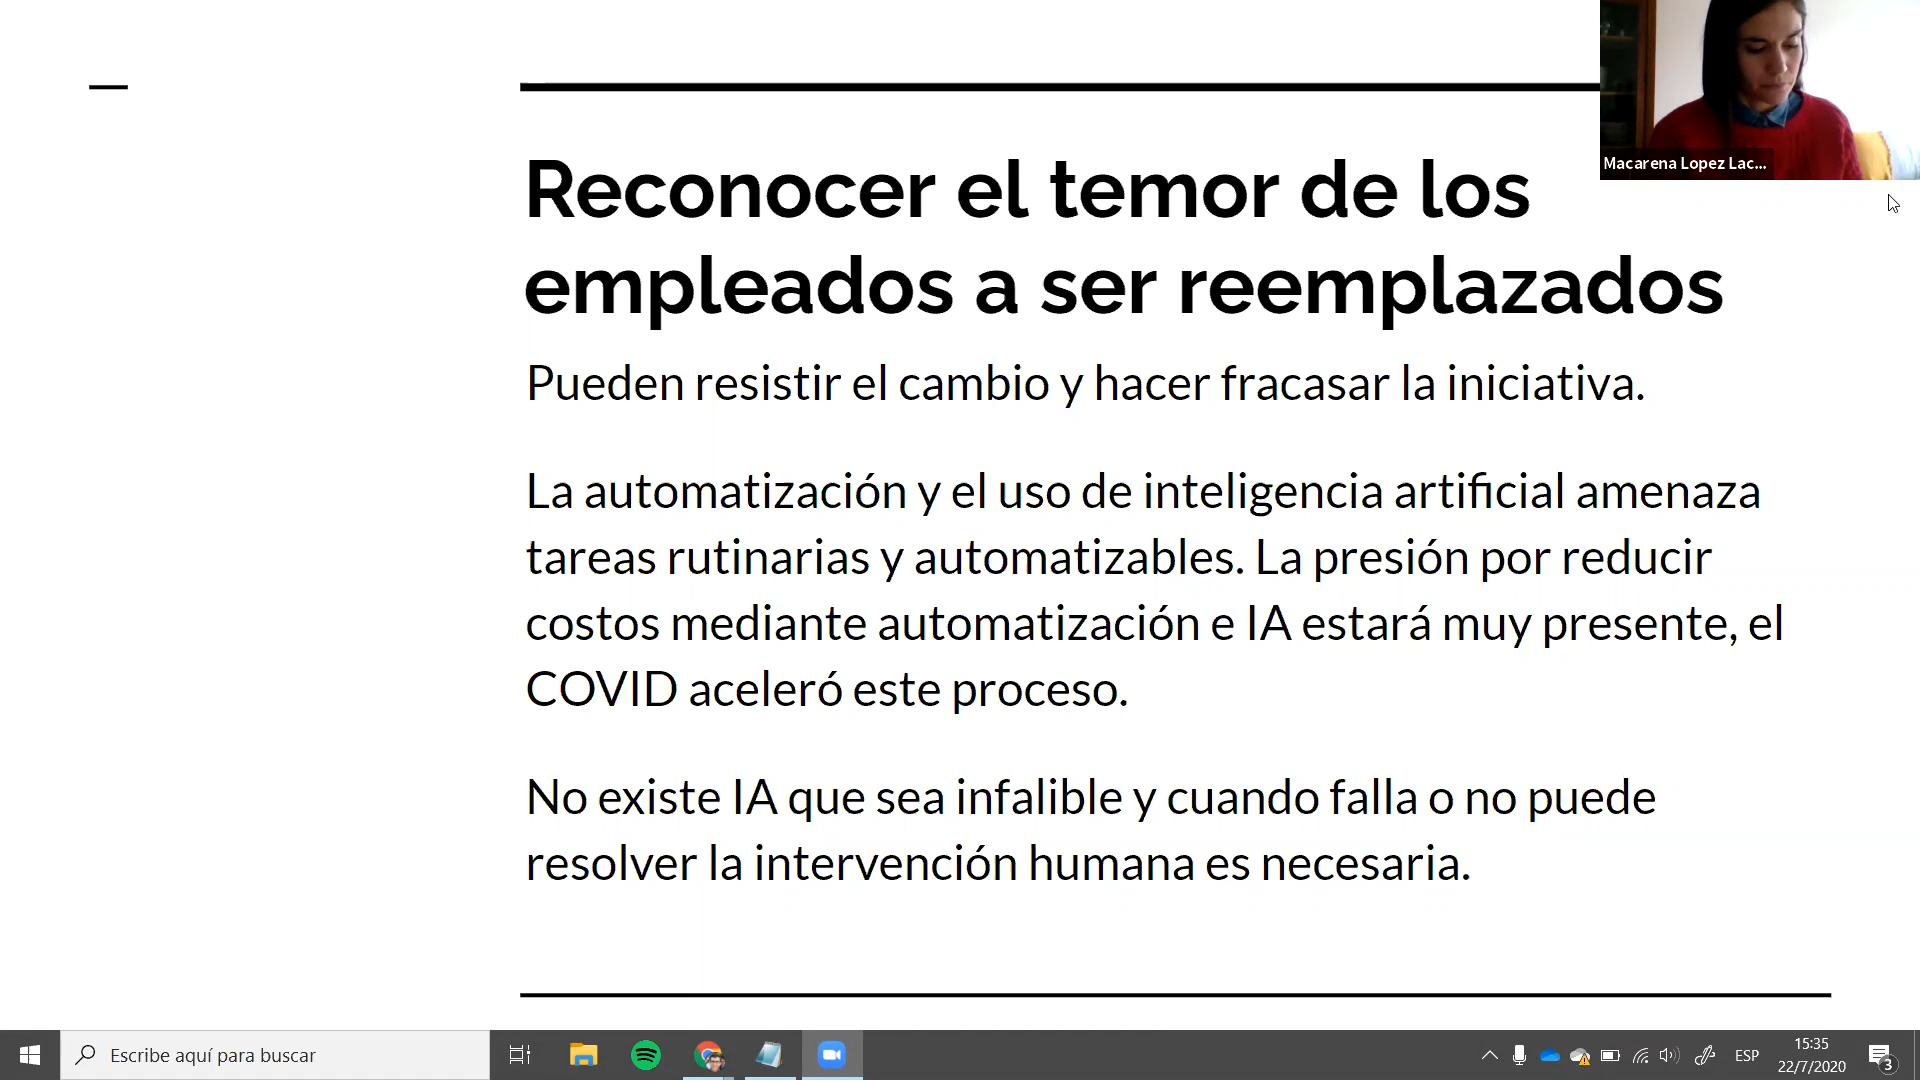 Macarena Lopez Lac...
Reconocer el temor de los
empleados a ser reemplazados
Pueden resistir el cambio y hacer fracasar la iniciativa.
La automatización y el uso de inteligencia artificial amenaza
tareas rutinarias y automatizables. La presión por reducir
costos mediante automatización e IA estará muy presente, el
COVID aceleró este proceso.
No existe IA que sea infalible y cuando falla o no puede
resolver la intervención humana es necesaria.
Escribe aquí para buscar
ESP
15:35
22/7/2020
3